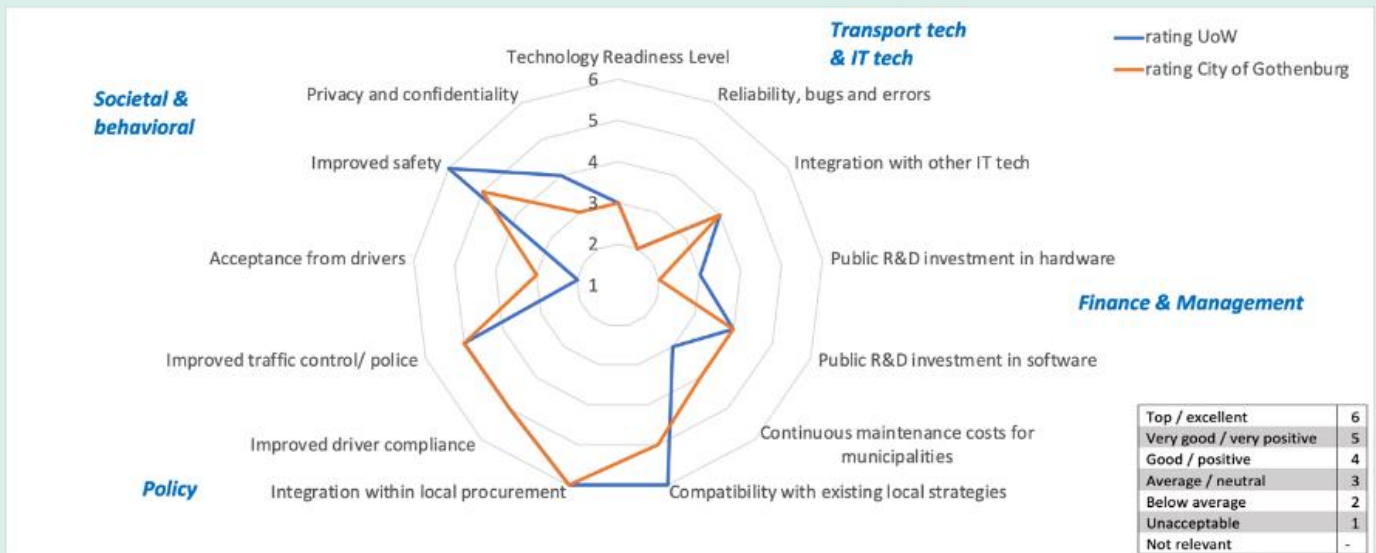 Transport tech
& IT tech
rating UoW
rating City of Gothenburg
Societal &
behavioral
Technology Readiness Level
Reliability, bugs and errors
Integration with other IT tech
Public R&D investment in hardware
Finance & Management
Public R&D investment in software
Continuous maintenance costs for
municipalities
Compatibility with existing local strategies
Integration within local procurement
Policy
Improved driver compliance
Improved traffic control/ police
Acceptance from drivers
Improved safety
Privacy and confidentiality
6
5
4
3
2
1
Top / excellent 6
Very good / very positive 5
Good / positive 4
Average / neutral 3
Below average 2
Unacceptable 1
Not relevant -